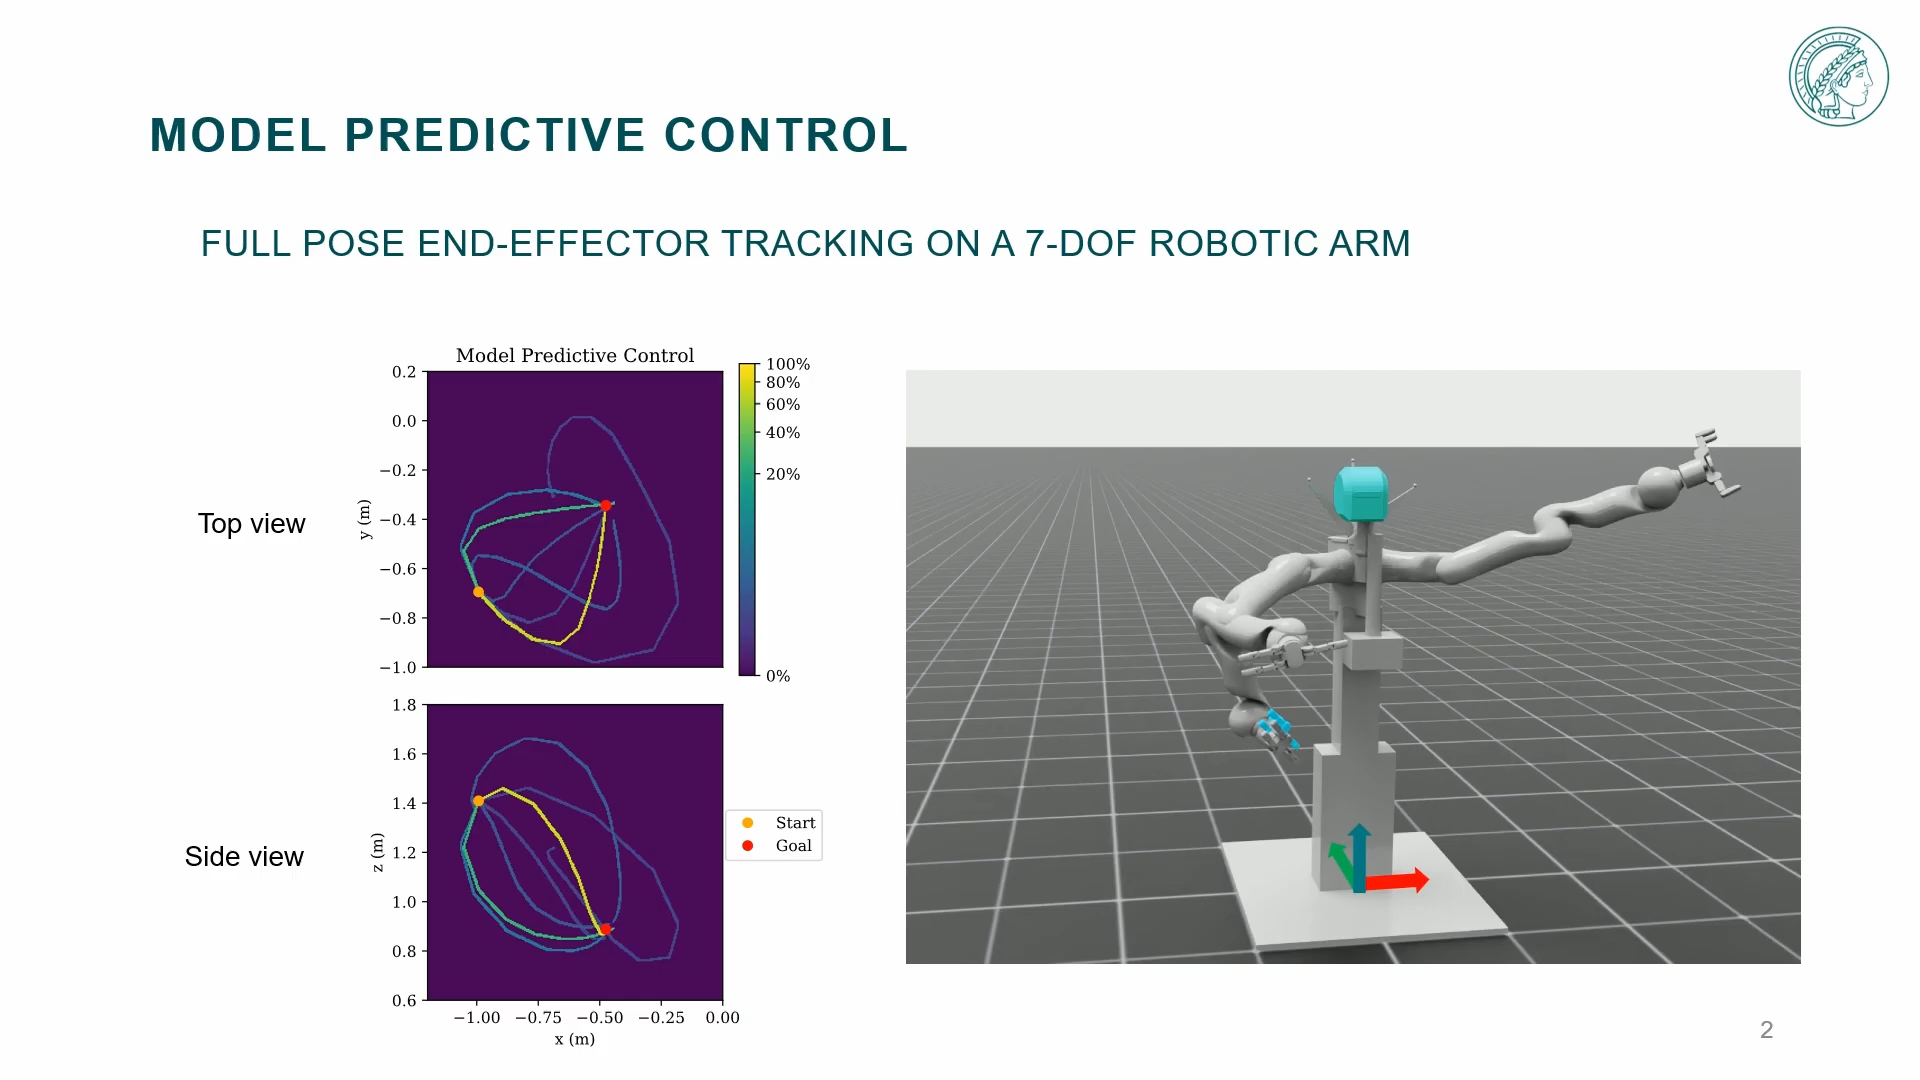 MODEL PREDICTIVE CONTROL
FULL POSE END-EFFECTOR TRACKING ON A 7-DOF ROBOTIC ARM
Model Predictive Control
Top view
y (m)
0.2
0.0
−0.2
−0.4
−0.6
−0.8
−1.0
100%
80%
60%
40%
20%
0%
Side view
z (m)
1.8
1.6
1.4
1.2
1.0
0.8
0.6
Start
Goal
−1.00 −0.75 −0.50 −0.25 0.00
x (m)
2